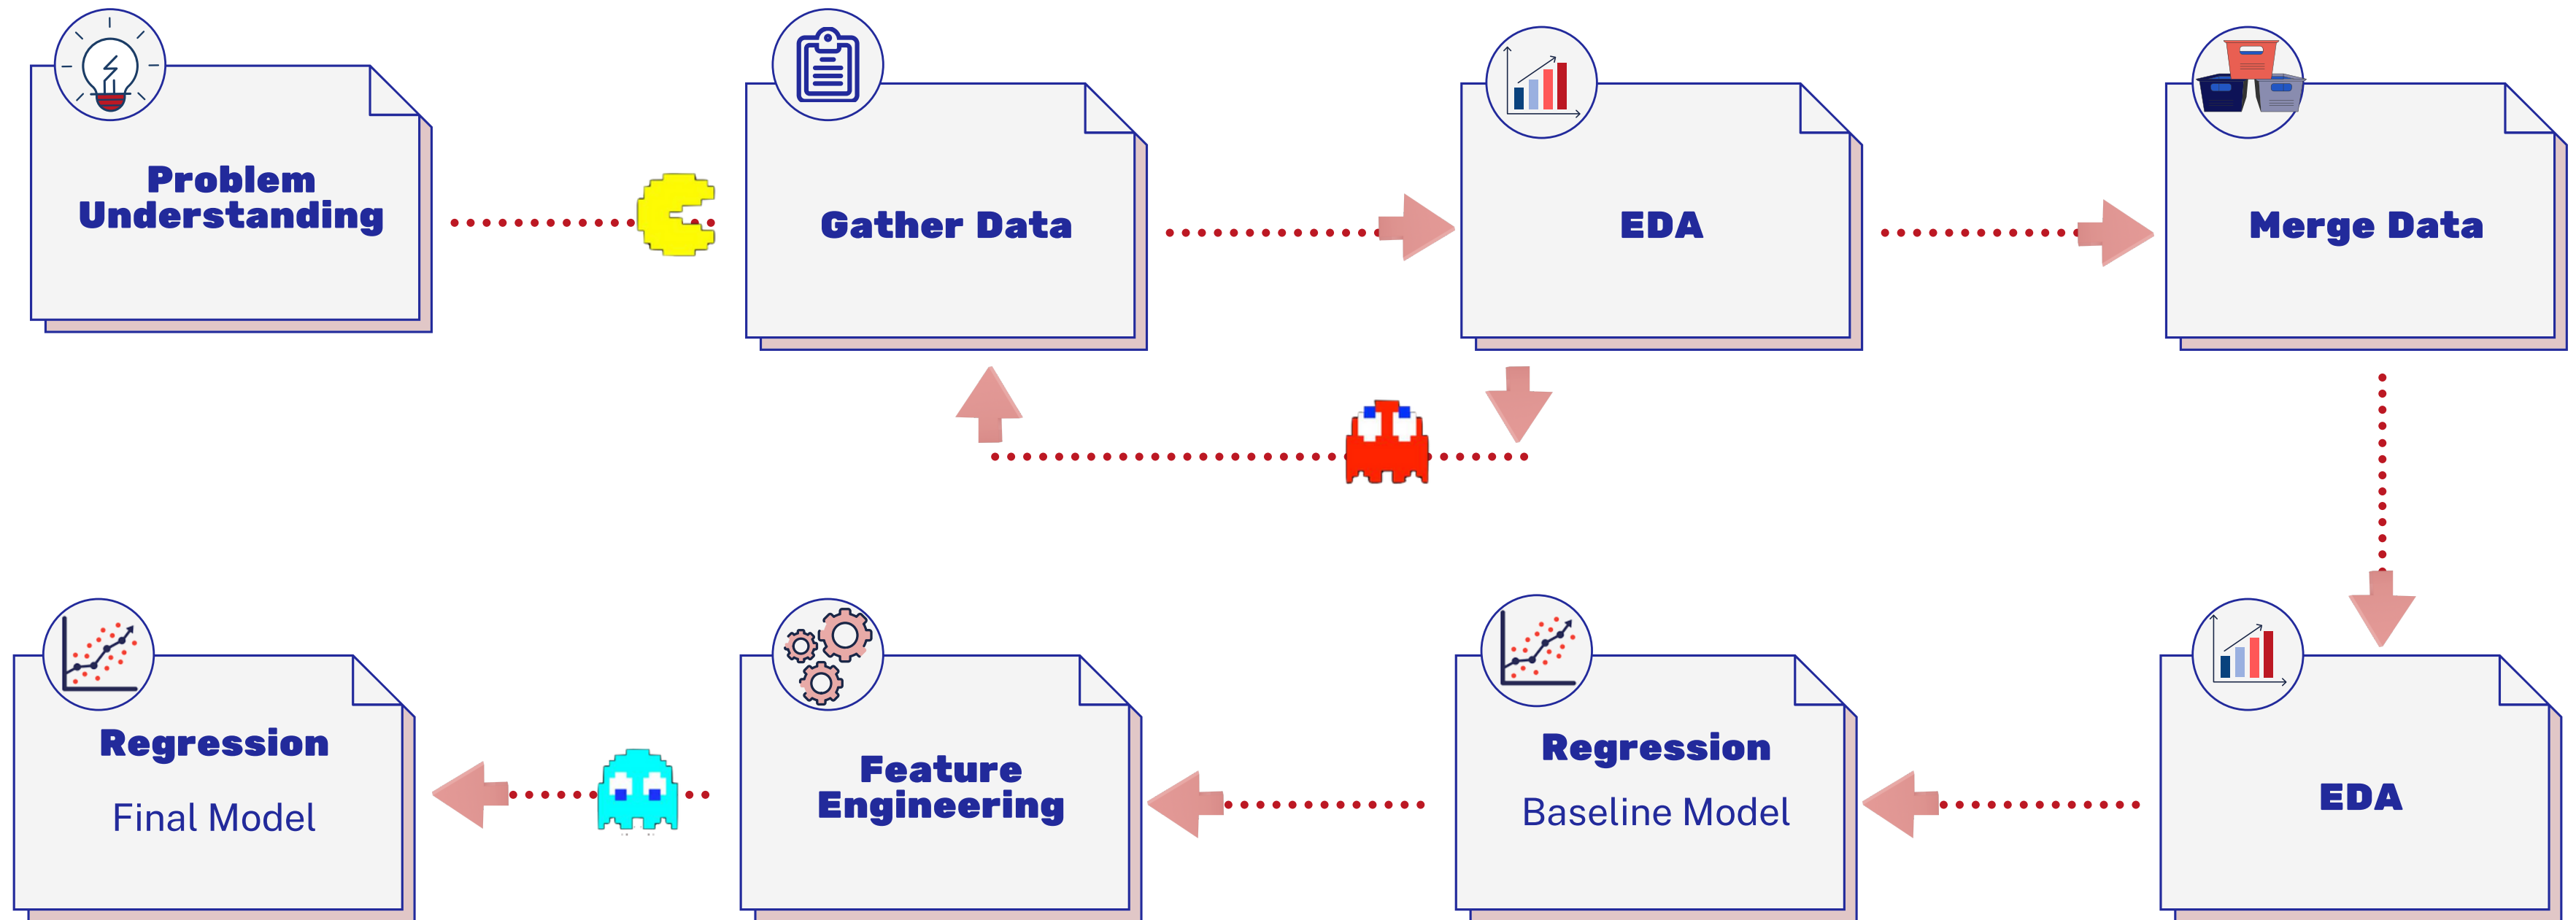 Problem
Understanding
Gather Data
EDA
Merge Data
Regression
Final Model
Feature
Engineering
Regression
Baseline Model
EDA